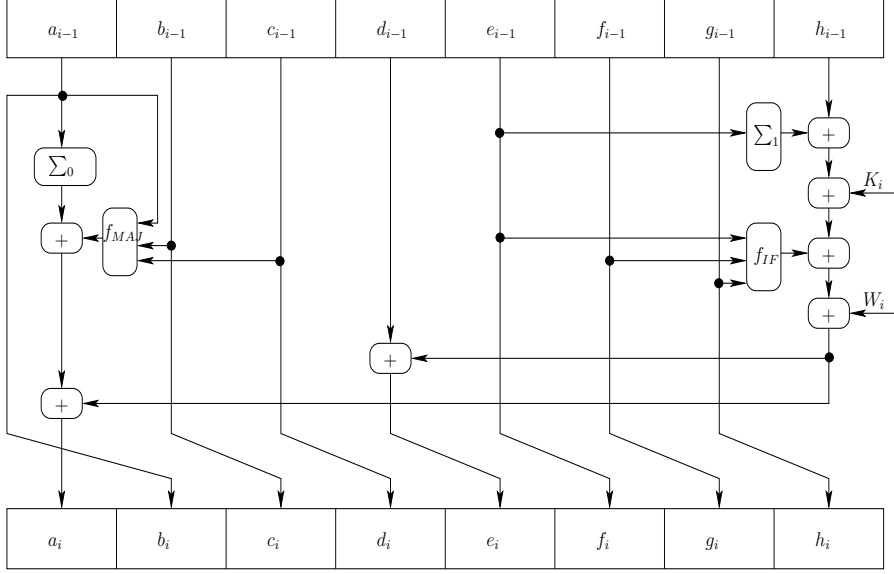 a_{i−1} b_{i−1} c_{i−1} d_{i−1} e_{i−1} f_{i−1} g_{i−1} h_{i−1}
∑_1 +
∑_0
K_i
+
+ f_{MAJ}
f_{IF} +
W_i
+
+
+
a_i b_i c_i d_i e_i f_i g_i h_i